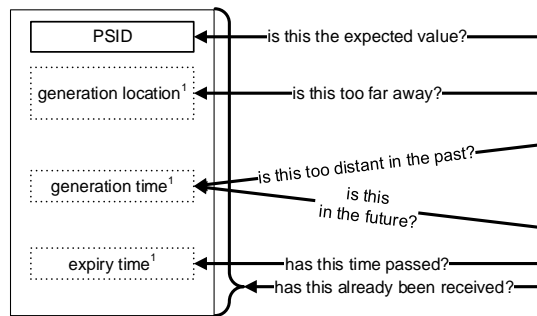 PSID
is this the expected value?
generation location¹
is this too far away?
is this too distant in the past?
generation time¹
is this
in the future?
expiry time¹
has this time passed?
has this already been received?